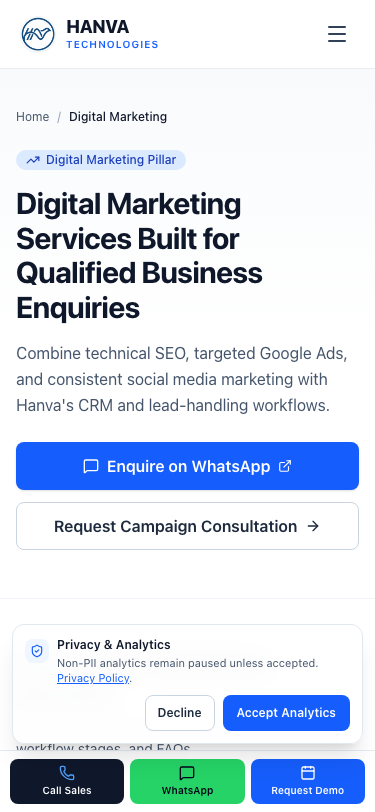 HANVA
TECHNOLOGIES
Home / Digital Marketing
Digital Marketing Pillar
Digital Marketing
Services Built for
Qualified Business
Enquiries
Combine technical SEO, targeted Google Ads,
and consistent social media marketing with
Hanva's CRM and lead-handling workflows.
Enquire on WhatsApp
Request Campaign Consultation
Privacy & Analytics
Non-PII analytics remain paused unless accepted.
Privacy Policy.
Decline
Accept Analytics
workflow stages, and FAQs
Call Sales
WhatsApp
Request Demo